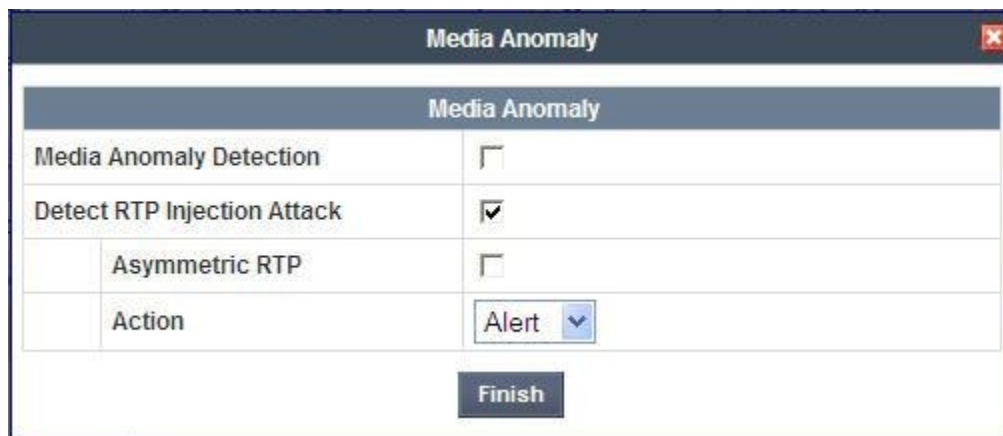 Media Anomaly
Media Anomaly
Media Anomaly Detection
Detect RTP Injection Attack
Asymmetric RTP
Action Alert
Finish